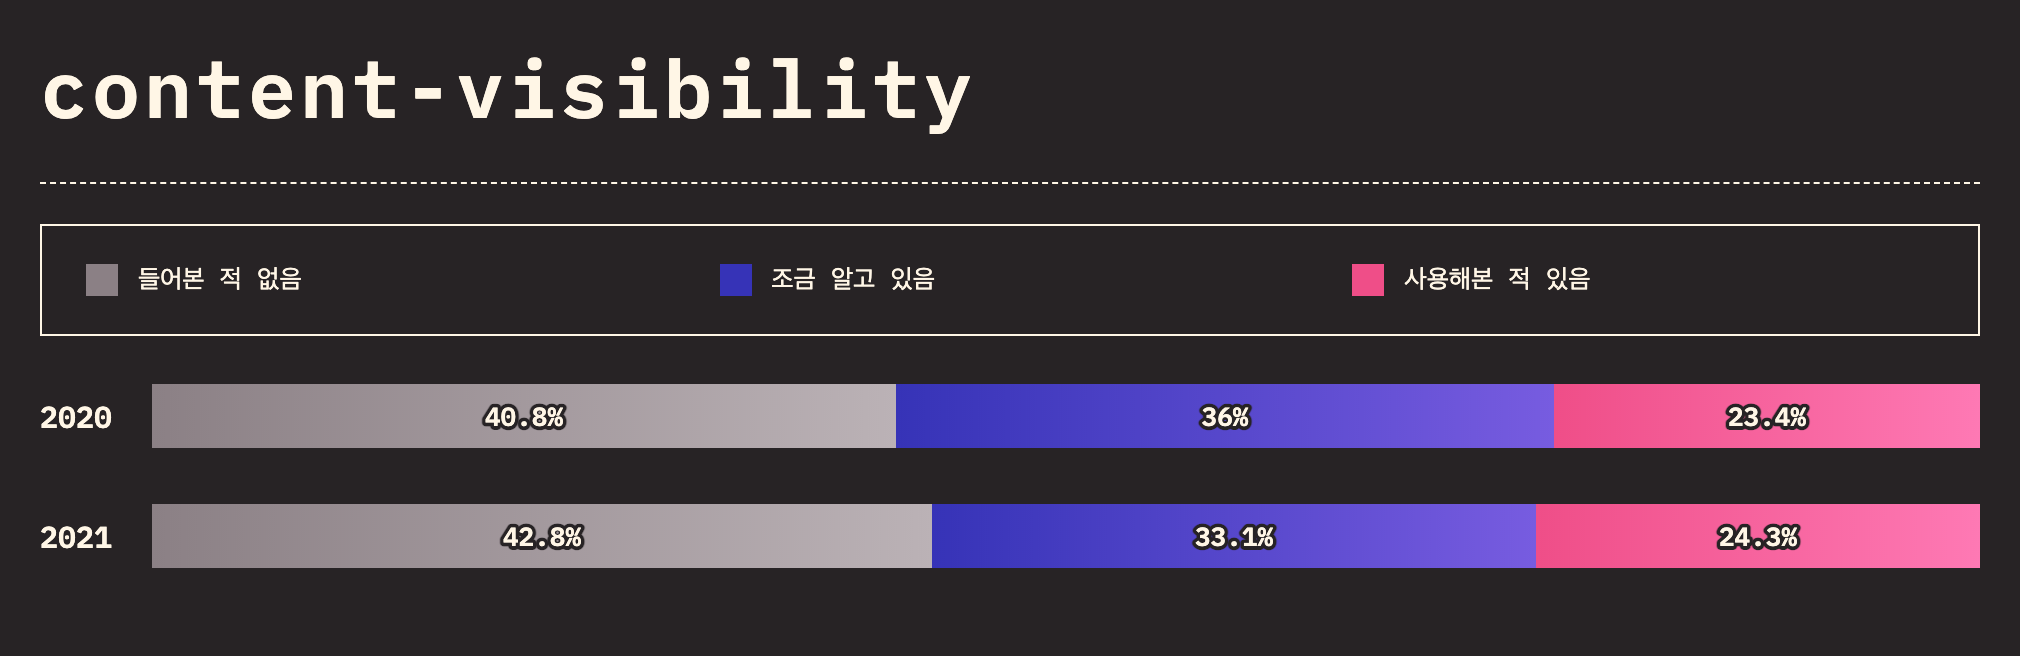 content-visibility
들어본 적 없음 조금 알고 있음 사용해본 적 있음
2020 40.8% 36% 23.4%
2021 42.8% 33.1% 24.3%